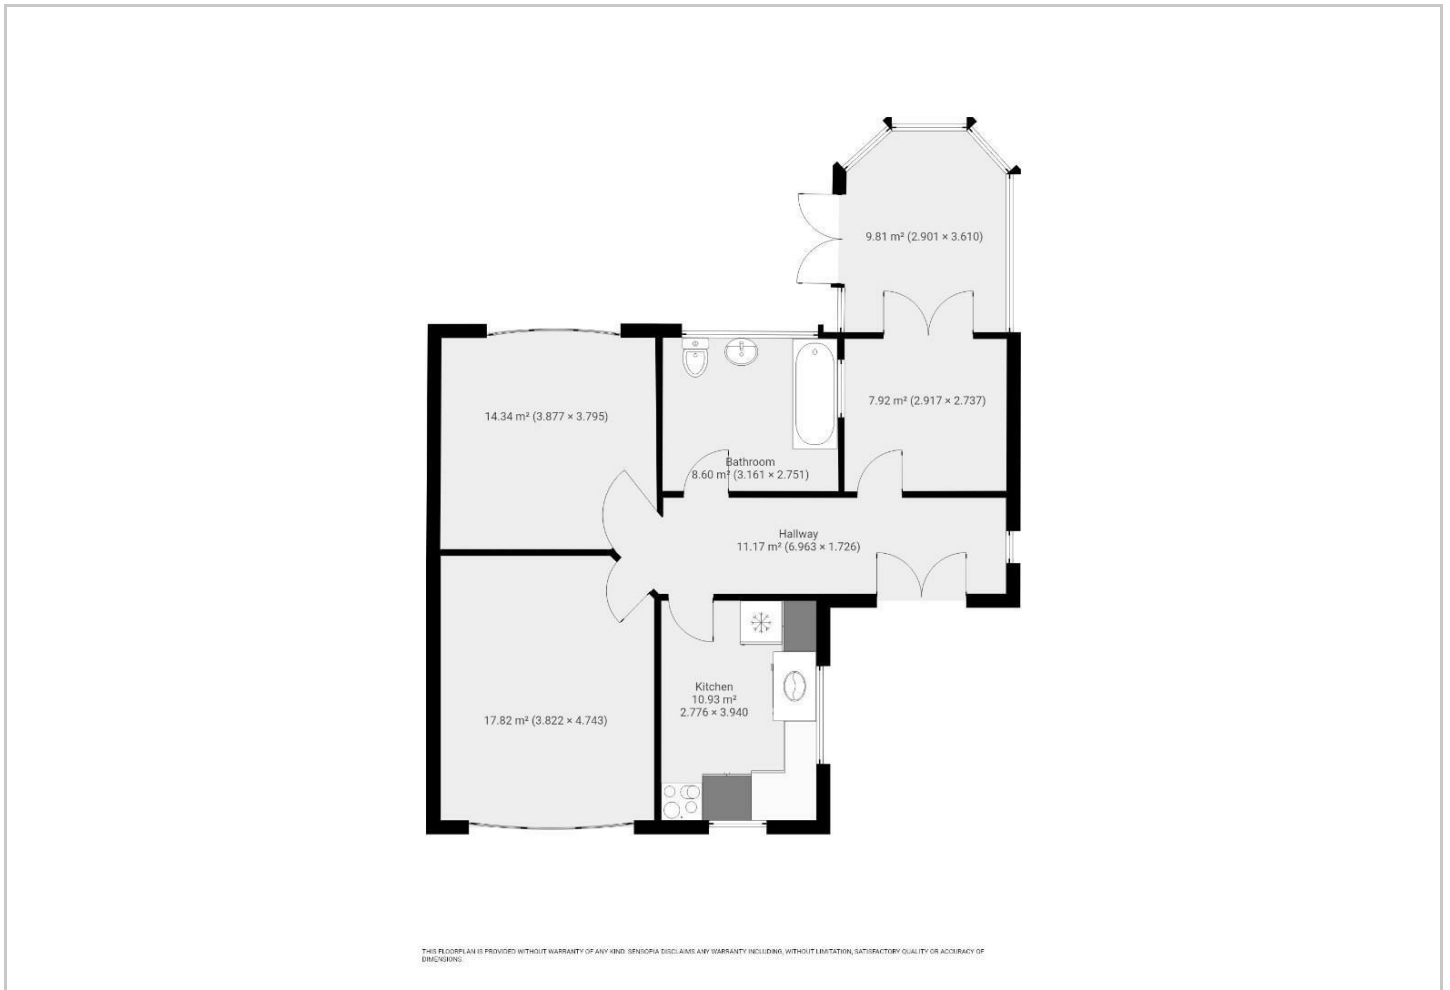 9.81 m² (2.901 × 3.610)
14.34 m² (3.877 × 3.795)
7.92 m² (2.917 × 2.737)
Bathroom
8.60 m² (3.161 × 2.751)
Hallway
11.17 m² (6.963 × 1.726)
Kitchen
10.93 m²
2.776 × 3.940
17.82 m² (3.822 × 4.743)
THIS FLOORPLAN IS PROVIDED WITHOUT WARRANTY OF ANY KIND. SENSOPIA DISCLAIMS ANY WARRANTY INCLUDING, WITHOUT LIMITATION, SATISFACTORY QUALITY OR ACCURACY OF
DIMENSIONS.